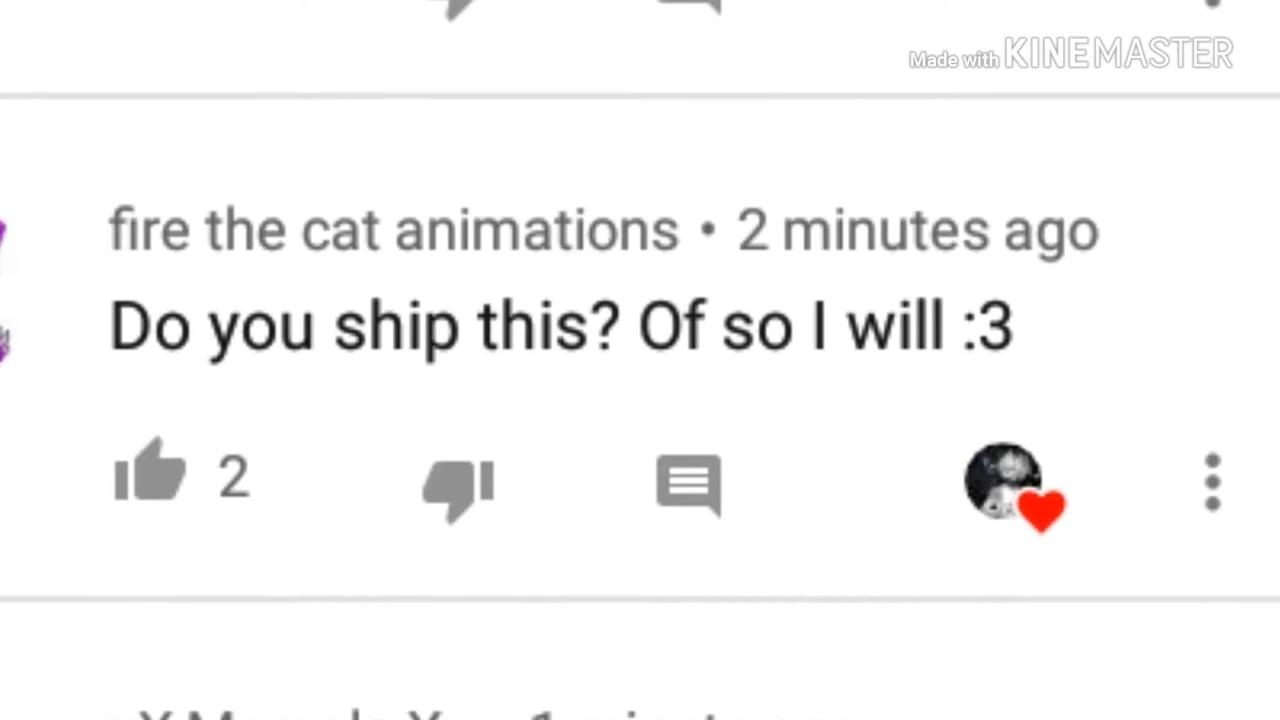 Made with KINEMASTER
fire the cat animations • 2 minutes ago
Do you ship this? Of so I will :3
2